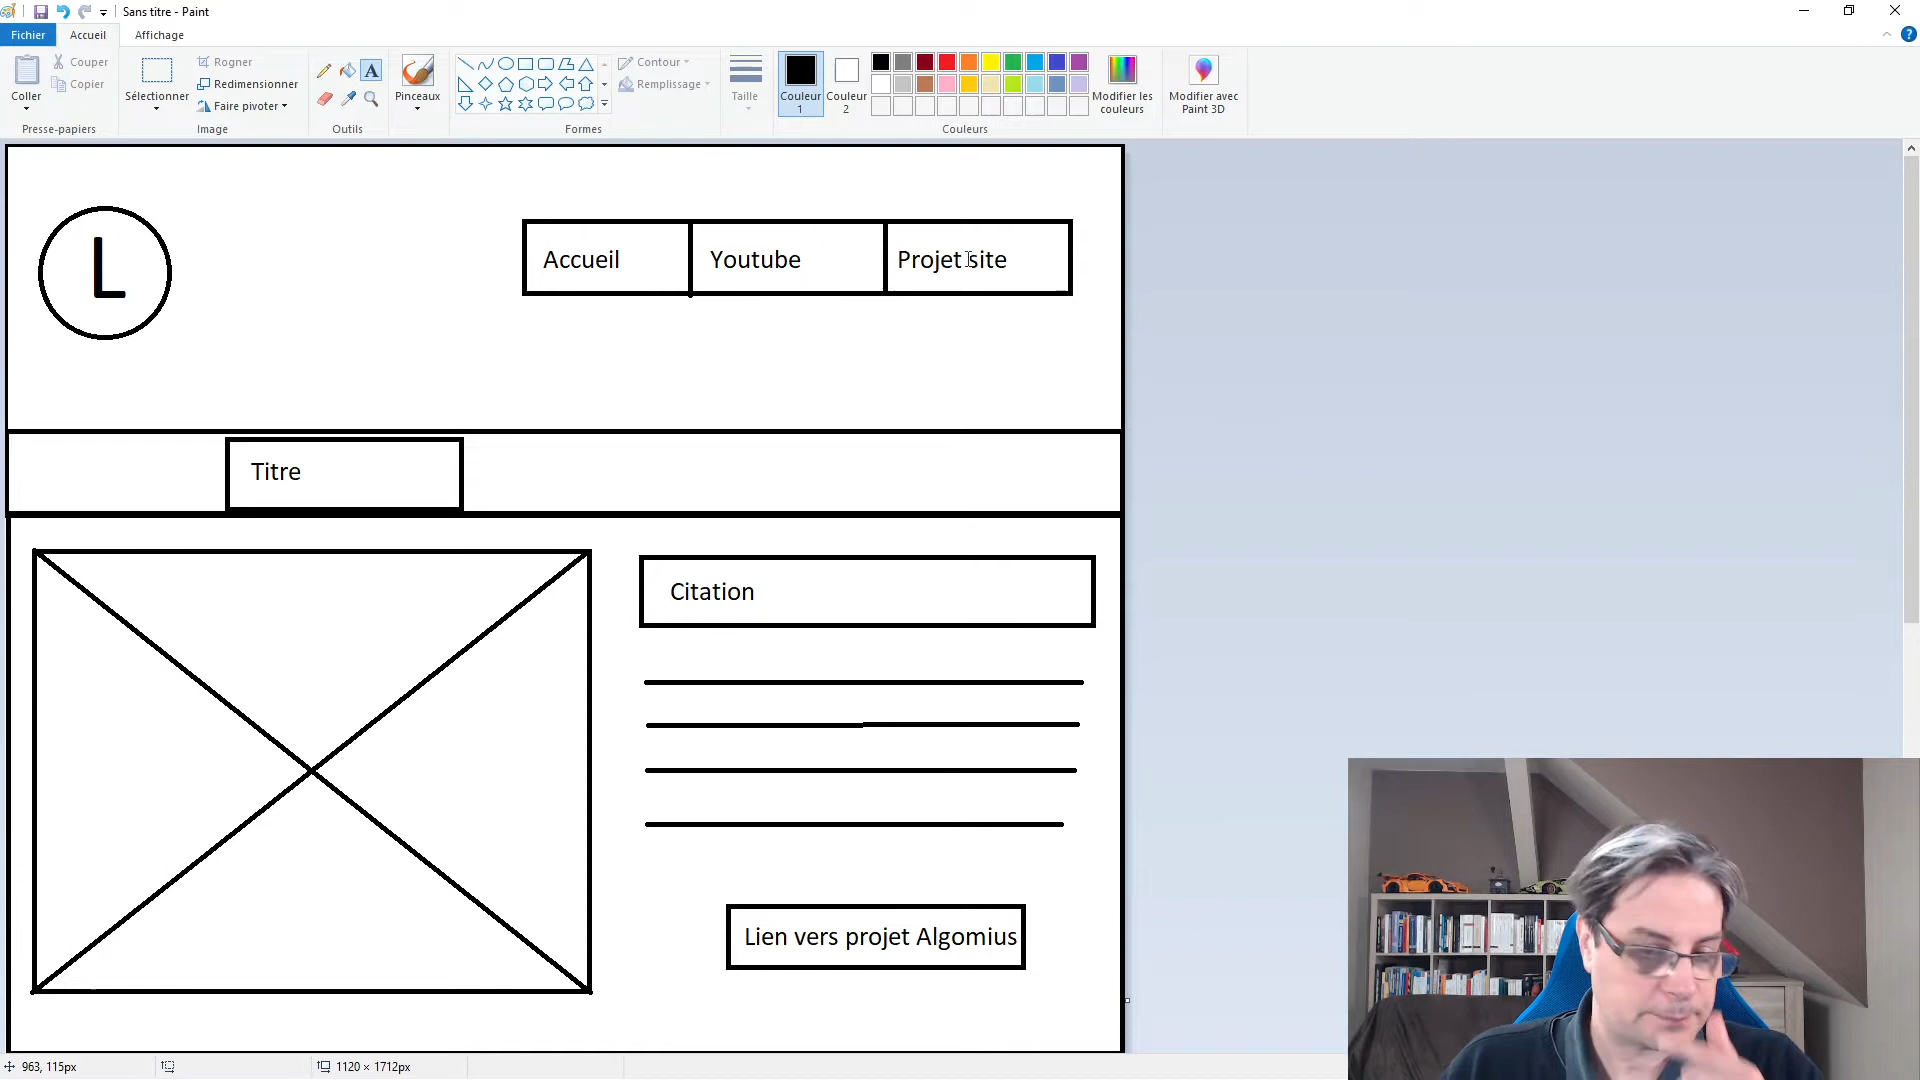 Sans titre - Paint
Fichier Accueil Affichage
Coller
Couper
Copier
Presse-papiers
Sélectionner
Rogner
Redimensionner
Faire pivoter
Image
A
Outils
Pinceaux
Contour
Remplissage
Formes
Taille
Couleur 1
Couleur 2
Modifier les couleurs
Couleurs
Modifier avec Paint 3D
L
Accueil Youtube Projet site
Titre
Citation
Lien vers projet Algomius
963, 115px
1120 × 1712px